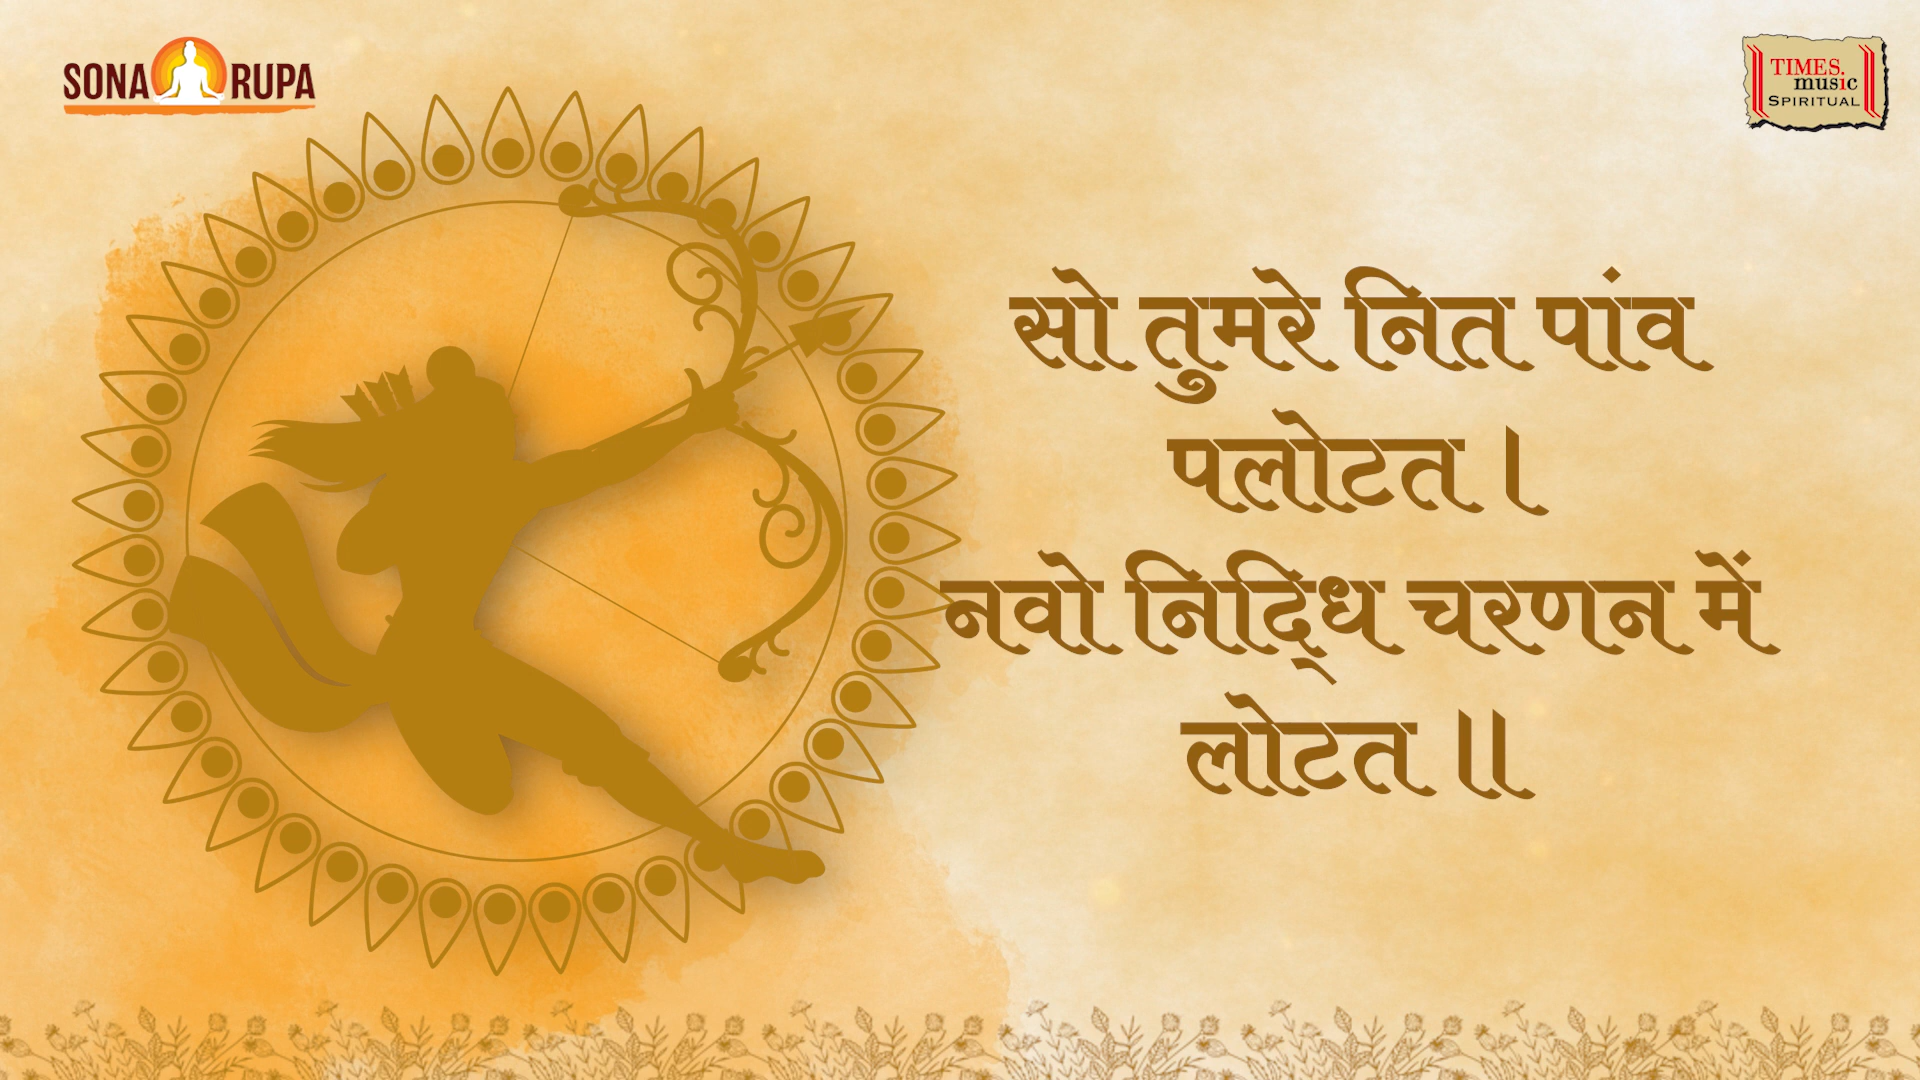 SONA RUPA
TIMES.
music
SPIRITUAL
सो तुमरे नित पांव
पलोटत ।
नवो निद्धि चरणन में
लोटत ॥